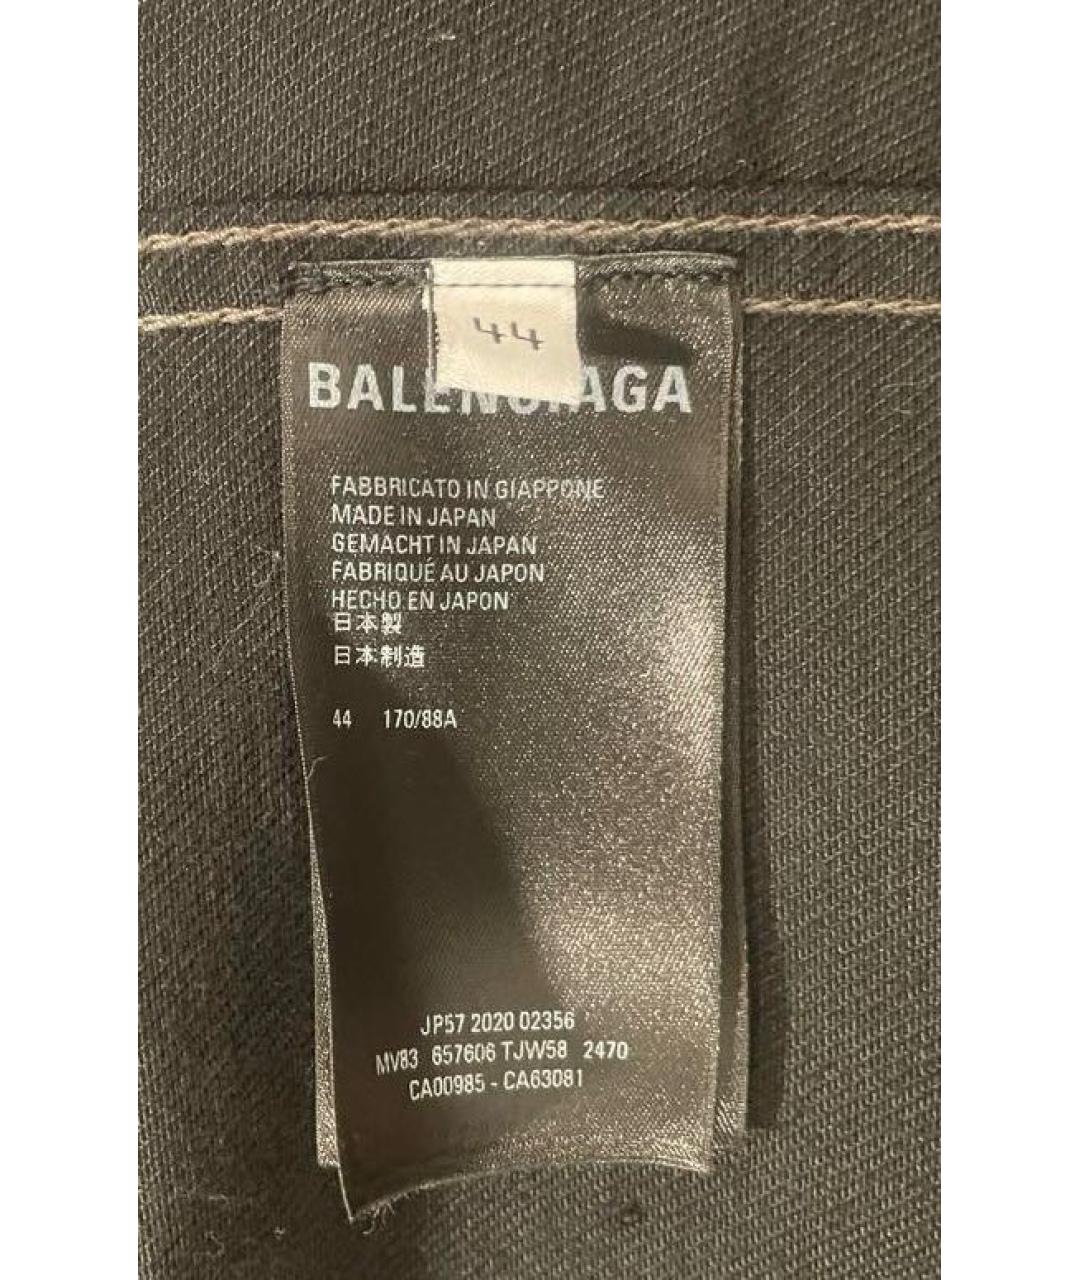 44
BALENCIAGA
FABBRICATO IN GIAPPONE
MADE IN JAPAN
GEMACHT IN JAPAN
FABRIQUÉ AU JAPON
HECHO EN JAPON
日本製
日本制造
44 170/88A
JP57 2020 02356
MV83 657606 TJW58 2470
CA00985 - CA63081